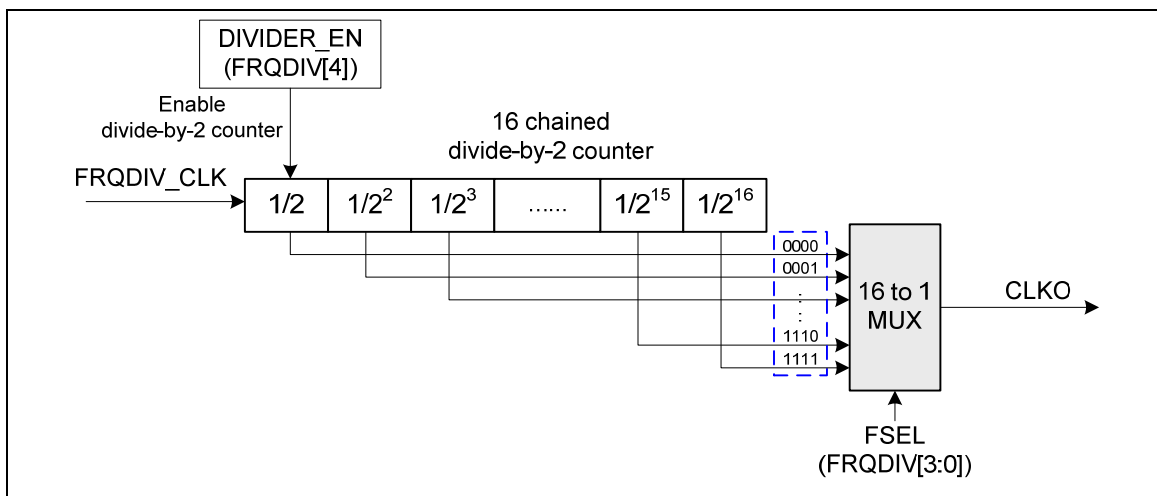 DIVIDER_EN
(FRQDIV[4])
Enable
divide-by-2 counter
16 chained
divide-by-2 counter
FRQDIV_CLK
1/2
1/2²
1/2³
……
1/2¹⁵
1/2¹⁶
0000
0001
:
:
1110
1111
16 to 1
MUX
CLKO
FSEL
(FRQDIV[3:0])